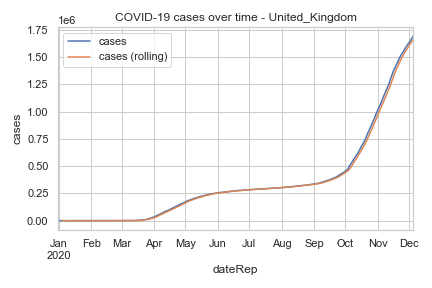 COVID-19 cases over time - United_Kingdom
1e6
cases
cases (rolling)
1.75
1.50
1.25
1.00
0.75
0.50
0.25
0.00
cases
Jan Feb Mar Apr May Jun Jul Aug Sep Oct Nov Dec
2020
dateRep